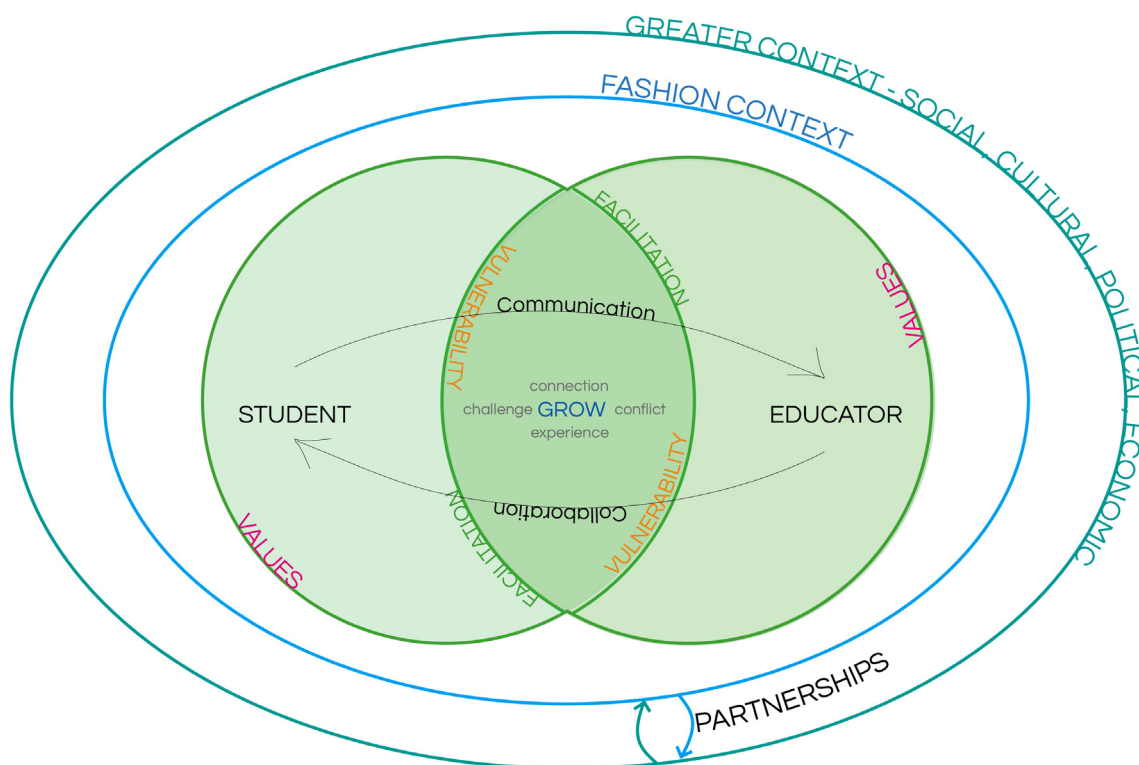 GREATER CONTEXT - SOCIAL, CULTURAL, POLITICAL, ECONOMIC
FASHION CONTEXT
FACILITATION
VULNERABILITY
VALUES
Communication
connection
challenge GROW conflict
experience
STUDENT
EDUCATOR
VULNERABILITY
Collaboration
FACILITATION
VALUES
PARTNERSHIPS